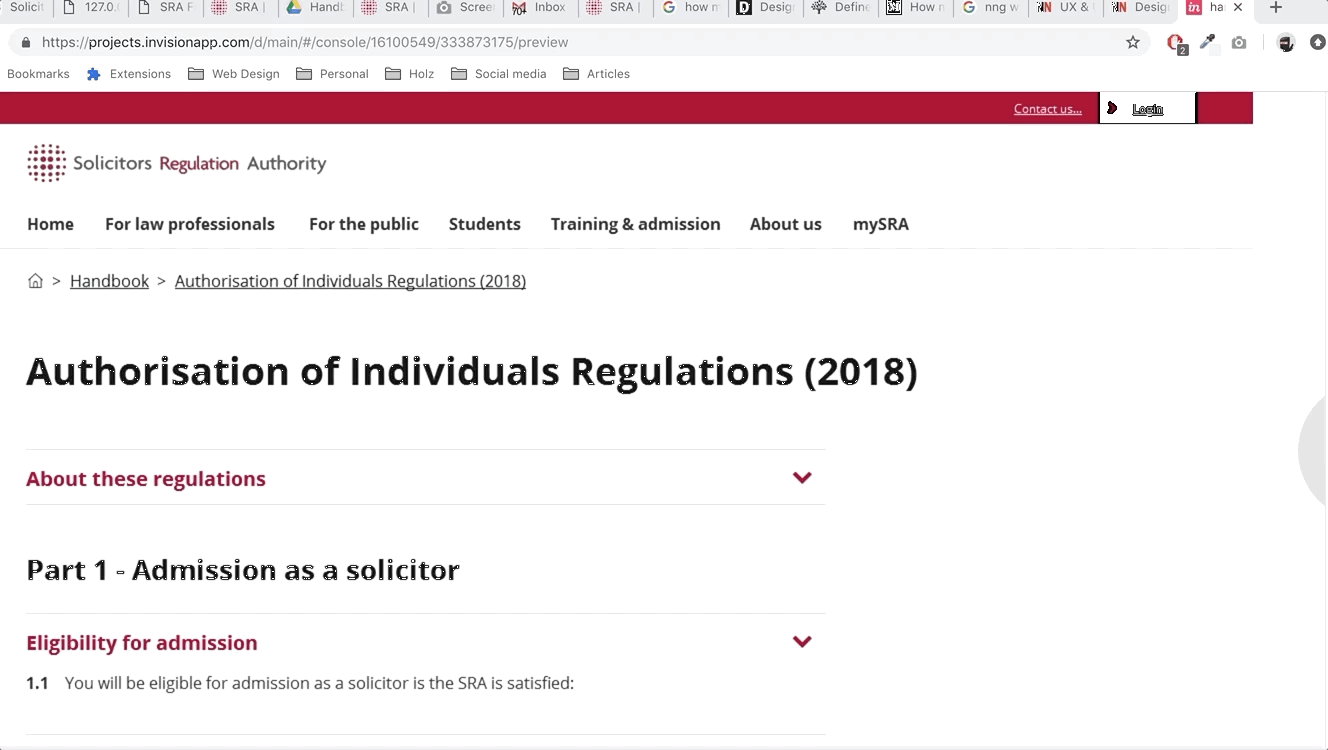 Solicit 127.0. SRA F SRA | Handb SRA | Scree Inbox SRA | how m Desig Define How n nng w UX & Desig ha
https://projects.invisionapp.com/d/main/#/console/16100549/333873175/preview
2
Bookmarks Extensions Web Design Personal Holz Social media Articles
Contact us... Login
Solicitors Regulation Authority
Home For law professionals For the public Students Training & admission About us mySRA
> Handbook > Authorisation of Individuals Regulations (2018)
Authorisation of Individuals Regulations (2018)
About these regulations
Part 1 - Admission as a solicitor
Eligibility for admission
1.1 You will be eligible for admission as a solicitor is the SRA is satisfied: